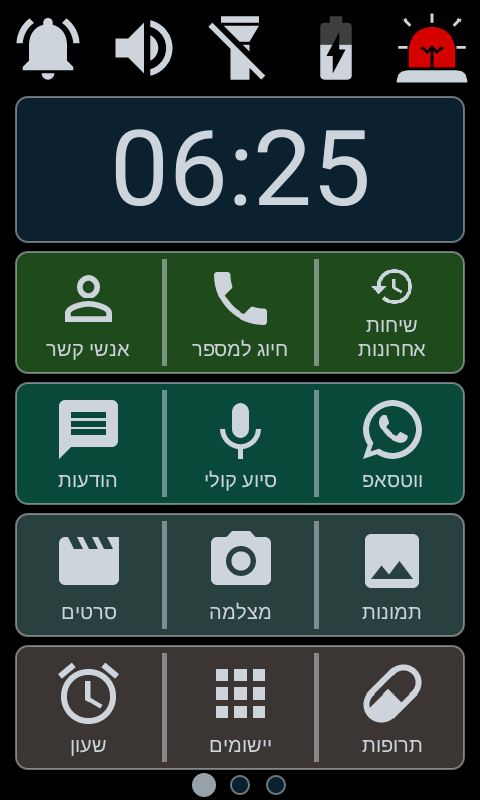 06:25
שיחות
אחרונות
חיוג למספר
אנשי קשר
ווטסאפ
סיוע קולי
הודעות
תמונות
מצלמה
סרטים
תרופות
יישומים
שעון